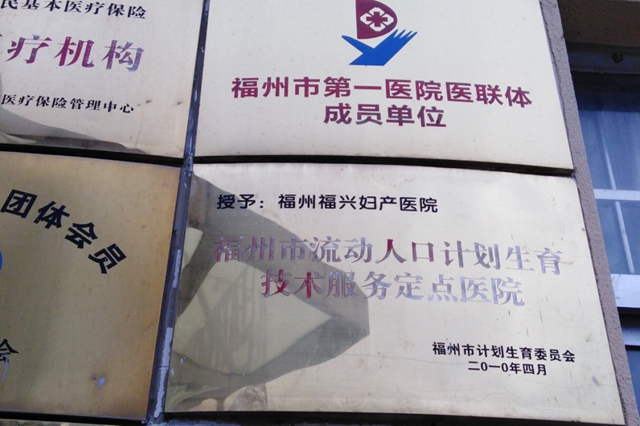 民基本医疗保险
疗机构
医疗保险管理中心
福州市第一医院医联体
成员单位
团体会员
会
授予：福州福兴妇产医院
福州市流动人口计划生育
技术服务定点医院
福州市计划生育委员会
二〇一〇年四月